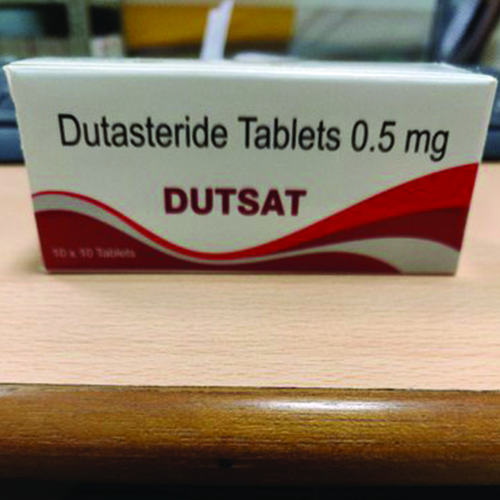 Dutasteride Tablets 0.5 mg
DUTSAT
10 x 10 Tablets